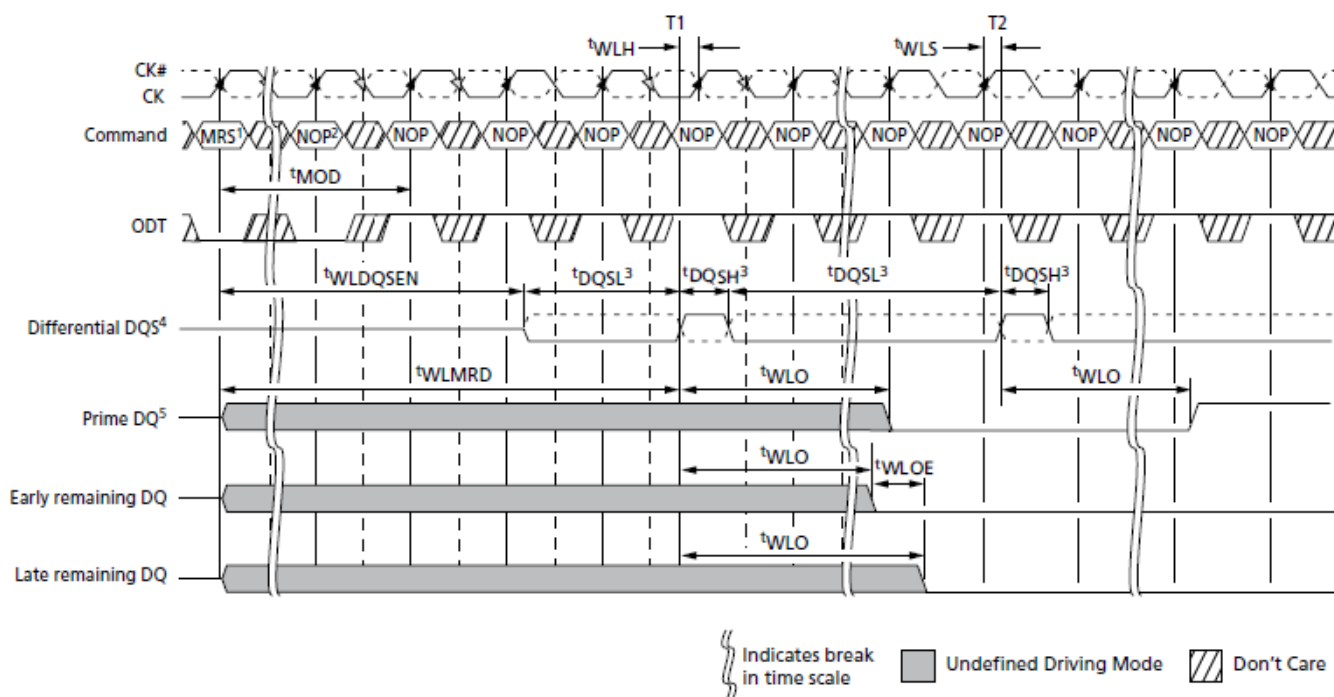 T1 T2
tWLH tWLS
CK#
CK
Command MRS1 NOP2 NOP NOP NOP NOP NOP NOP NOP NOP NOP NOP
tMOD
ODT
tWLDQSEN tDQSL3 tDQSH3 tDQSL3 tDQSH3
Differential DQS4
tWLMRD tWLO tWLO
Prime DQ5
tWLO tWLOE
Early remaining DQ
tWLO
Late remaining DQ
Indicates break
in time scale
Undefined Driving Mode
Don't Care